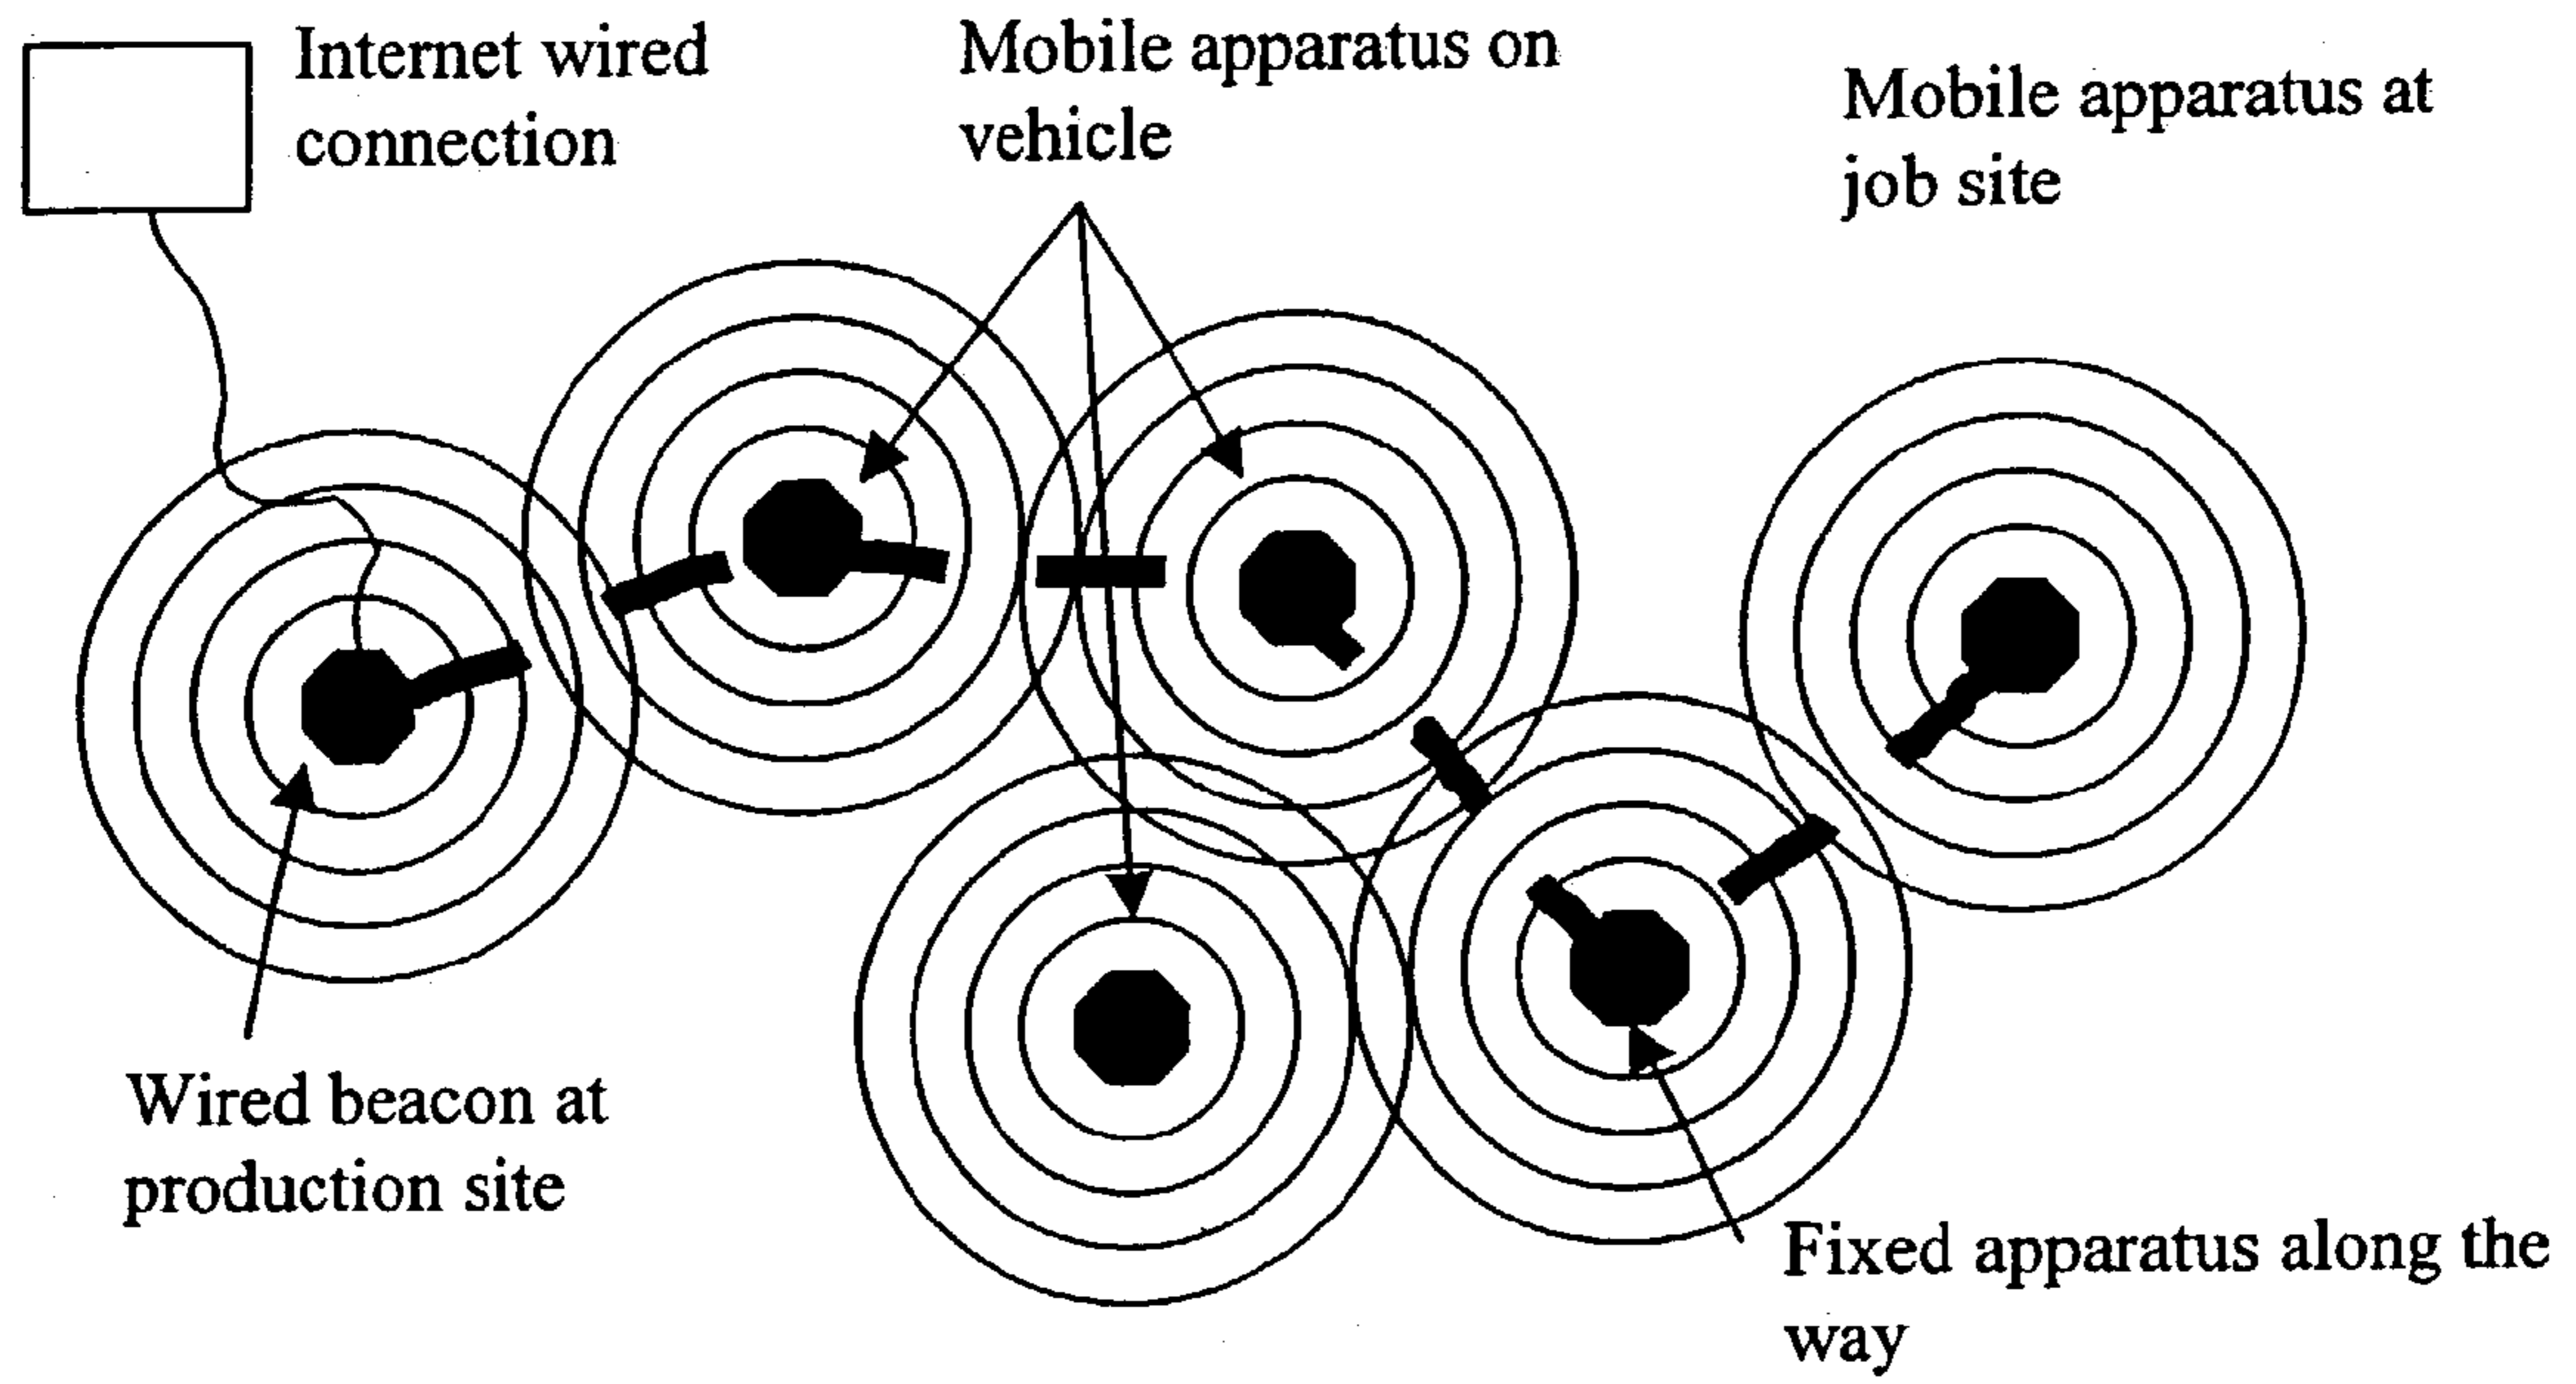 Internet wired
connection
Mobile apparatus on
vehicle
Mobile apparatus at
job site
Wired beacon at
production site
Fixed apparatus along the
way